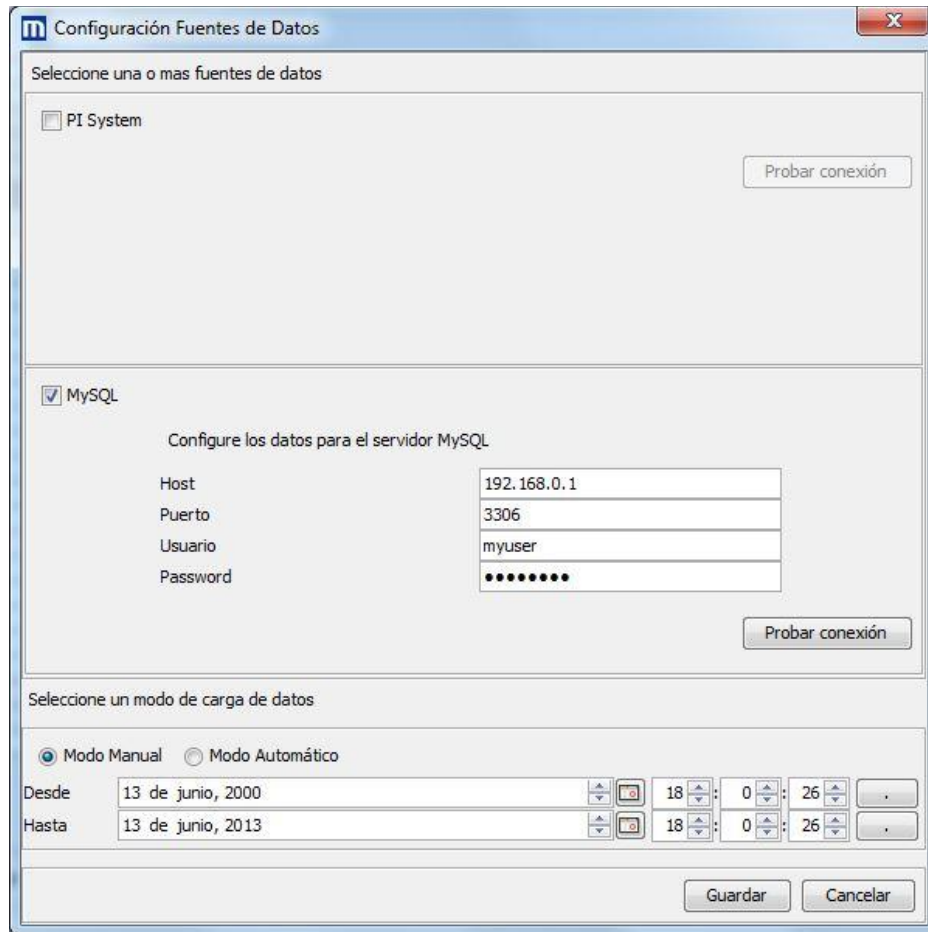 m Configuración Fuentes de Datos
Seleccione una o mas fuentes de datos
PI System
Probar conexión
MySQL
Configure los datos para el servidor MySQL
Host 192.168.0.1
Puerto 3306
Usuario myuser
Password ●●●●●●●●
Probar conexión
Seleccione un modo de carga de datos
Modo Manual Modo Automático
Desde 13 de junio, 2000 18 : 0 : 26 .
Hasta 13 de junio, 2013 18 : 0 : 26 .
Guardar Cancelar